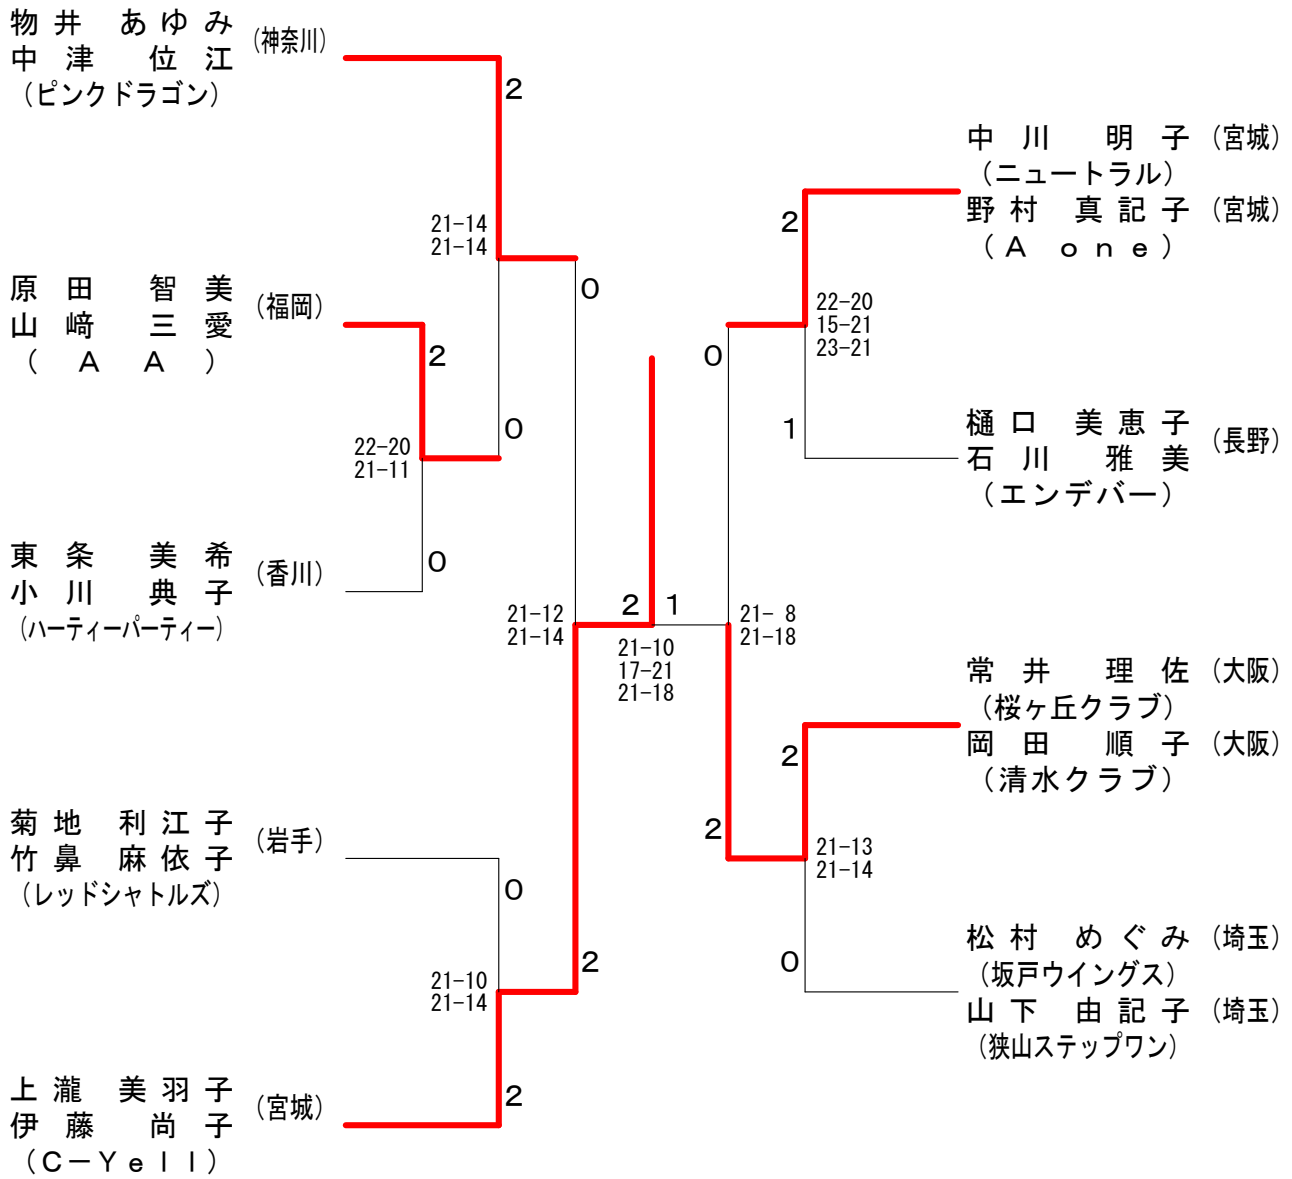 物井 あゆみ (神奈川)
中津 位江
(ピンクドラゴン)
2
21-14
21-14
0
原田 智美 (福岡)
山﨑 三愛
(AA)
2
0
22-20
21-11
0
東条 美希 (香川)
小川 典子
(ハーティーパーティー)
21-12
21-14
菊地 利江子 (岩手)
竹鼻 麻依子
(レッドシャトルズ)
0
21-10
21-14
2
2
上瀧 美羽子 (宮城)
伊藤 尚子
(C-Yell)
2 1
21-10
17-21
21-18
中川 明子 (宮城)
(ニュートラル)
野村 真記子 (宮城)
(A one)
2
22-20
15-21
23-21
0
1
樋口 美恵子 (長野)
石川 雅美
(エンデバー)
21- 8
21-18
常井 理佐 (大阪)
(桜ヶ丘クラブ)
岡田 順子 (大阪)
(清水クラブ)
2
2
21-13
21-14
0
松村 めぐみ (埼玉)
(坂戸ウイングス)
山下 由記子 (埼玉)
(狭山ステップワン)